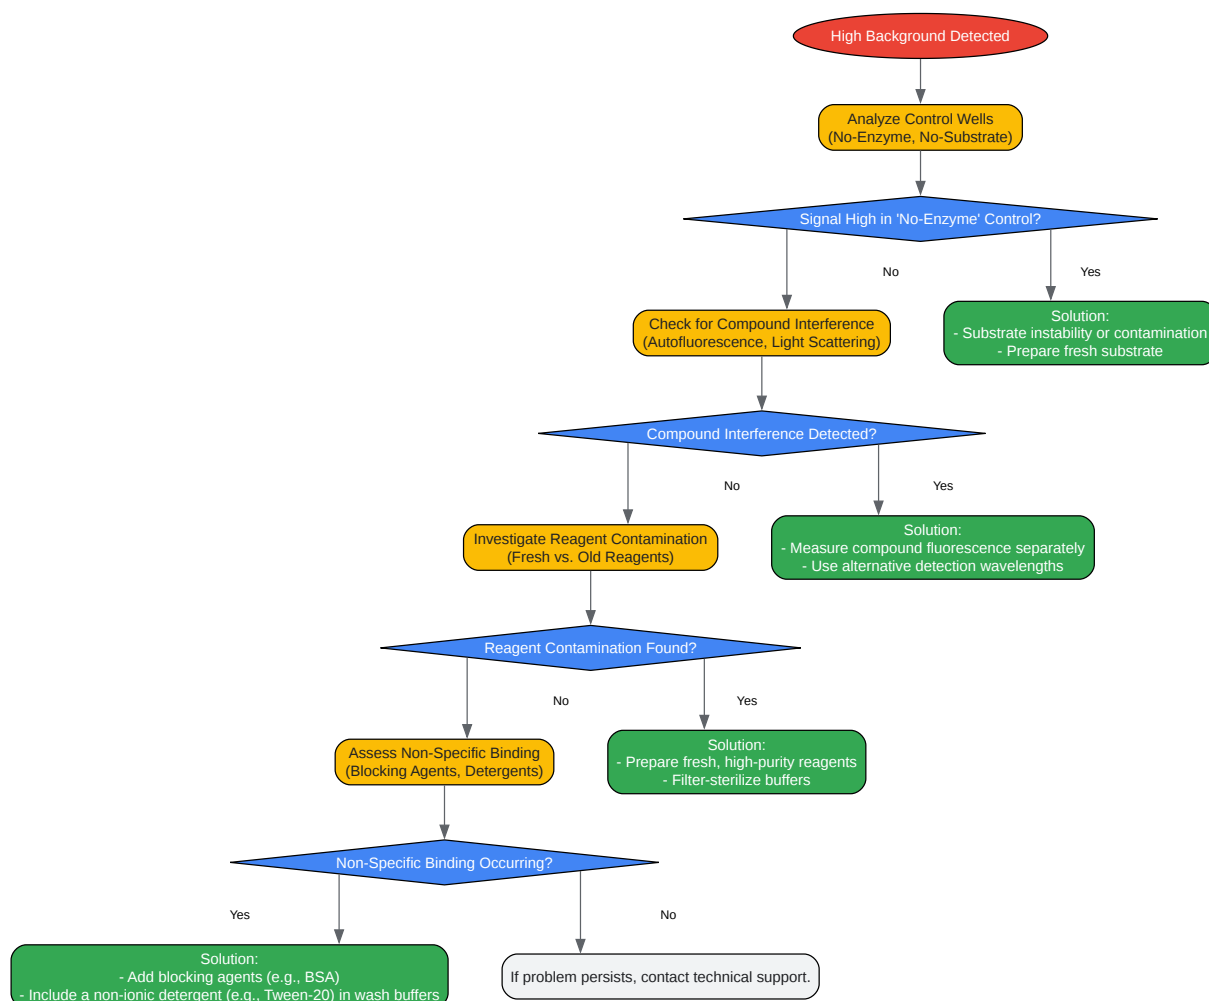 High Background Detected
Analyze Control Wells
(No-Enzyme, No-Substrate)
Signal High in 'No-Enzyme' Control?
No
Yes
Check for Compound Interference
(Autofluorescence, Light Scattering)
Solution:
- Substrate instability or contamination
- Prepare fresh substrate
Compound Interference Detected?
No
Yes
Investigate Reagent Contamination
(Fresh vs. Old Reagents)
Solution:
- Measure compound fluorescence separately
- Use alternative detection wavelengths
Reagent Contamination Found?
No
Yes
Assess Non-Specific Binding
(Blocking Agents, Detergents)
Solution:
- Prepare fresh, high-purity reagents
- Filter-sterilize buffers
Non-Specific Binding Occurring?
Yes
No
Solution:
- Add blocking agents (e.g., BSA)
- Include a non-ionic detergent (e.g., Tween-20) in wash buffers
If problem persists, contact technical support.